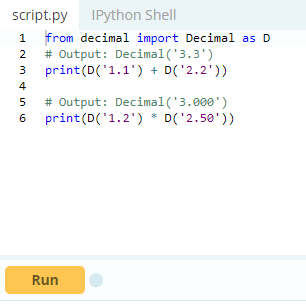 script.py IPython Shell
1 from decimal import Decimal as D
2 # Output: Decimal('3.3')
3 print(D('1.1') + D('2.2'))
4
5 # Output: Decimal('3.000')
6 print(D('1.2') * D('2.50'))
Run